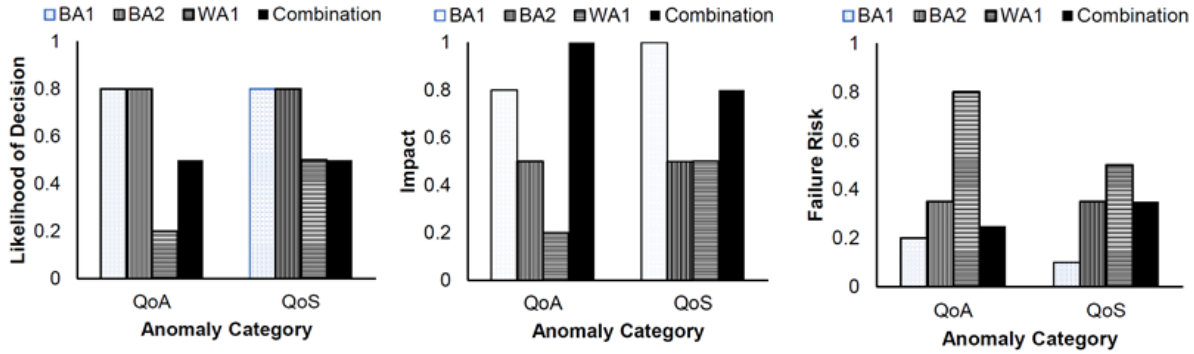 BA1 BA2 WA1 Combination
1
0.8
0.6
0.4
0.2
0
Likelihood of Decision
QoA QoS
Anomaly Category
BA1 BA2 WA1 Combination
1
0.8
0.6
0.4
0.2
0
Impact
QoA QoS
Anomaly Category
BA1 BA2 WA1 Combination
1
0.8
0.6
0.4
0.2
0
Failure Risk
QoA QoS
Anomaly Category